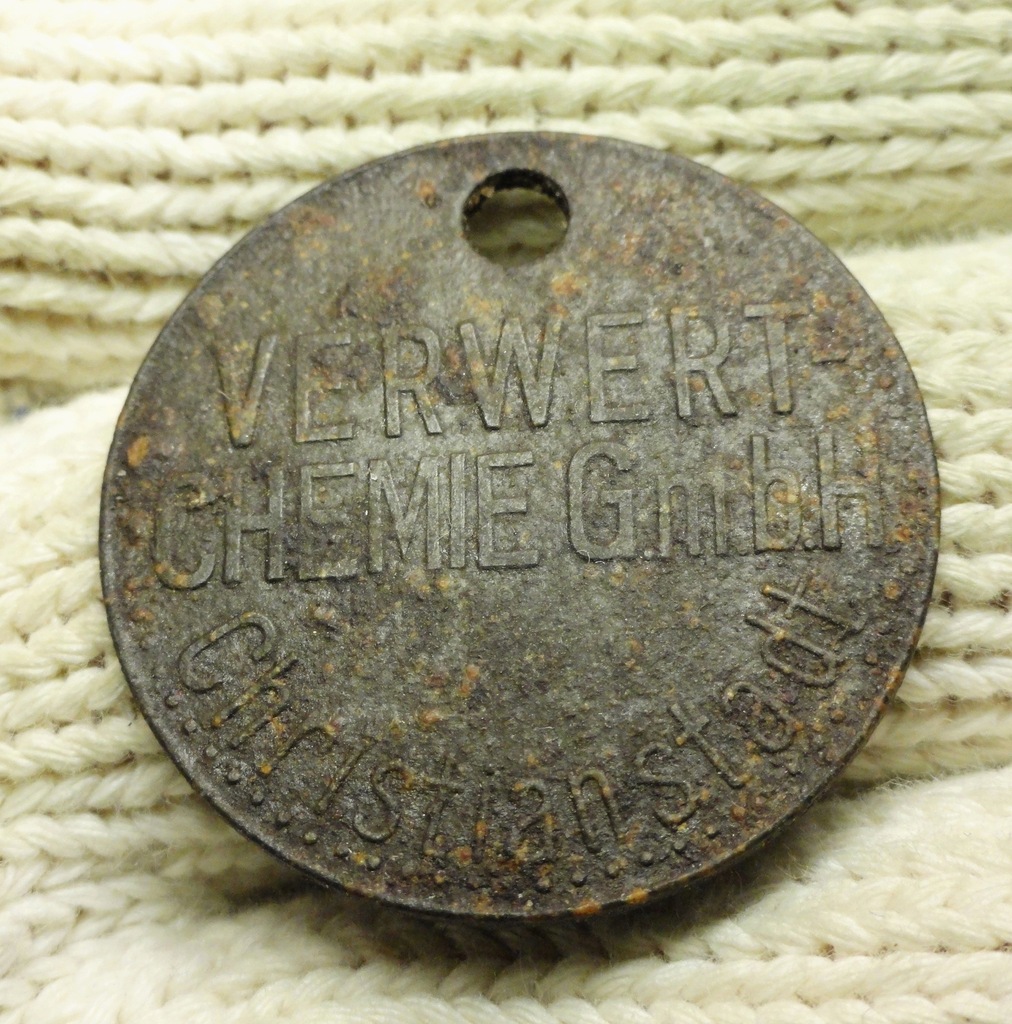 VERWERT-
CHEMIE G.m.b.H
Christianstadt